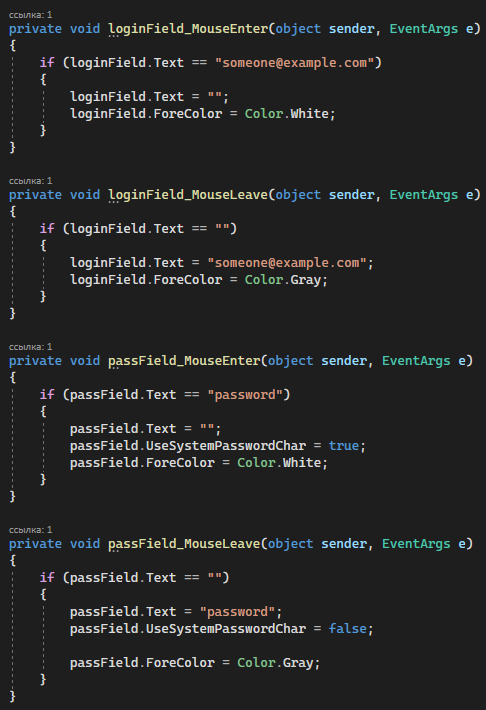 ссылка: 1
private void loginField_MouseEnter(object sender, EventArgs e)
{
    if (loginField.Text == "someone@example.com")
    {
        loginField.Text = "";
        loginField.ForeColor = Color.White;
    }
}
ссылка: 1
private void loginField_MouseLeave(object sender, EventArgs e)
{
    if (loginField.Text == "")
    {
        loginField.Text = "someone@example.com";
        loginField.ForeColor = Color.Gray;
    }
}
ссылка: 1
private void passField_MouseEnter(object sender, EventArgs e)
{
    if (passField.Text == "password")
    {
        passField.Text = "";
        passField.UseSystemPasswordChar = true;
        passField.ForeColor = Color.White;
    }
}
ссылка: 1
private void passField_MouseLeave(object sender, EventArgs e)
{
    if (passField.Text == "")
    {
        passField.Text = "password";
        passField.UseSystemPasswordChar = false;
        passField.ForeColor = Color.Gray;
    }
}